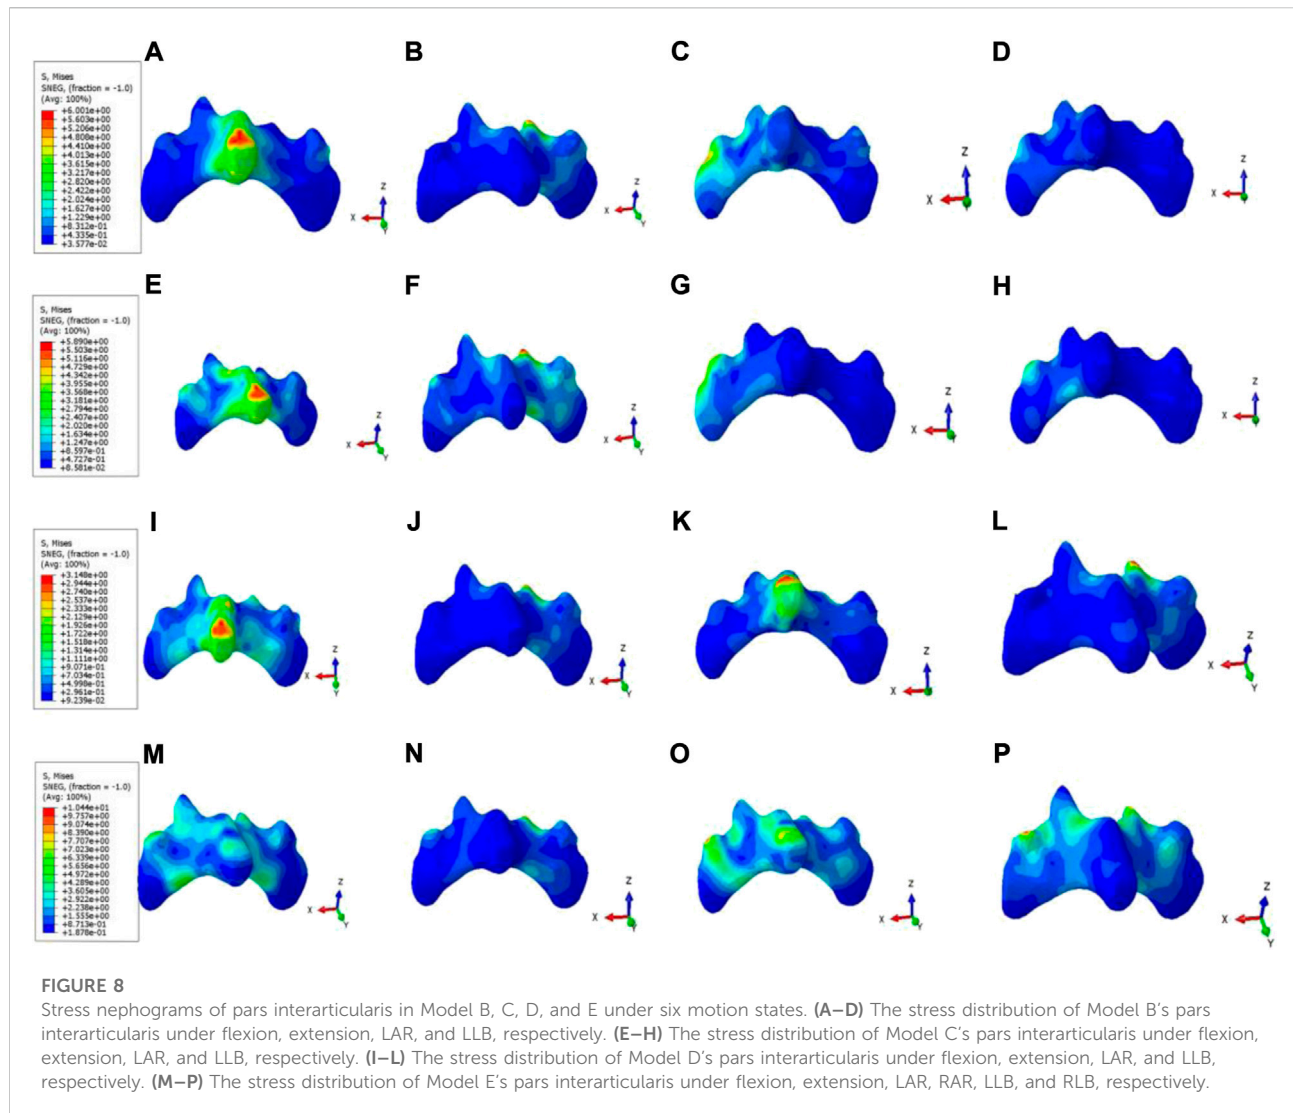 A
B
C
D
S, Mises
SNEG, (fraction = -1.0)
(Avg: 100%)
+6.001e+00
+5.603e+00
+5.206e+00
+4.808e+00
+4.410e+00
+4.013e+00
+3.615e+00
+3.217e+00
+2.820e+00
+2.422e+00
+2.024e+00
+1.627e+00
+1.229e+00
+8.312e-01
+4.335e-01
+3.577e-02
X
Z
Y
X
Z
Y
X
Z
Y
X
Z
Y
E
F
G
H
S, Mises
SNEG, (fraction = -1.0)
(Avg: 100%)
+5.890e+00
+5.503e+00
+5.116e+00
+4.729e+00
+4.342e+00
+3.955e+00
+3.568e+00
+3.181e+00
+2.794e+00
+2.407e+00
+2.020e+00
+1.634e+00
+1.247e+00
+8.597e-01
+4.727e-01
+8.581e-02
X
Z
Y
X
Z
Y
X
Z
Y
X
Z
Y
I
J
K
L
S, Mises
SNEG, (fraction = -1.0)
(Avg: 100%)
+3.148e+00
+2.944e+00
+2.740e+00
+2.537e+00
+2.333e+00
+2.129e+00
+1.926e+00
+1.722e+00
+1.518e+00
+1.314e+00
+1.111e+00
+9.071e-01
+7.034e-01
+4.998e-01
+2.961e-01
+9.239e-02
X
Z
Y
X
Z
Y
X
Z
X
Z
Y
M
N
O
P
S, Mises
SNEG, (fraction = -1.0)
(Avg: 100%)
+1.044e+01
+9.757e+00
+9.074e+00
+8.390e+00
+7.707e+00
+7.023e+00
+6.339e+00
+5.656e+00
+4.972e+00
+4.289e+00
+3.605e+00
+2.922e+00
+2.238e+00
+1.555e+00
+8.713e-01
+1.878e-01
X
Z
Y
X
Z
Y
X
Z
Y
X
Z
Y
FIGURE 8
Stress nephograms of pars interarticularis in Model B, C, D, and E under six motion states. (A–D) The stress distribution of Model B's pars
interarticularis under flexion, extension, LAR, and LLB, respectively. (E–H) The stress distribution of Model C's pars interarticularis under flexion,
extension, LAR, and LLB, respectively. (I–L) The stress distribution of Model D's pars interarticularis under flexion, extension, LAR, and LLB,
respectively. (M–P) The stress distribution of Model E's pars interarticularis under flexion, extension, LAR, RAR, LLB, and RLB, respectively.